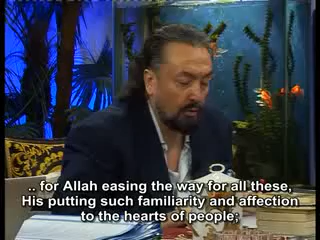 .. for Allah easing the way for all these,
His putting such familiarity and affection
to the hearts of people;